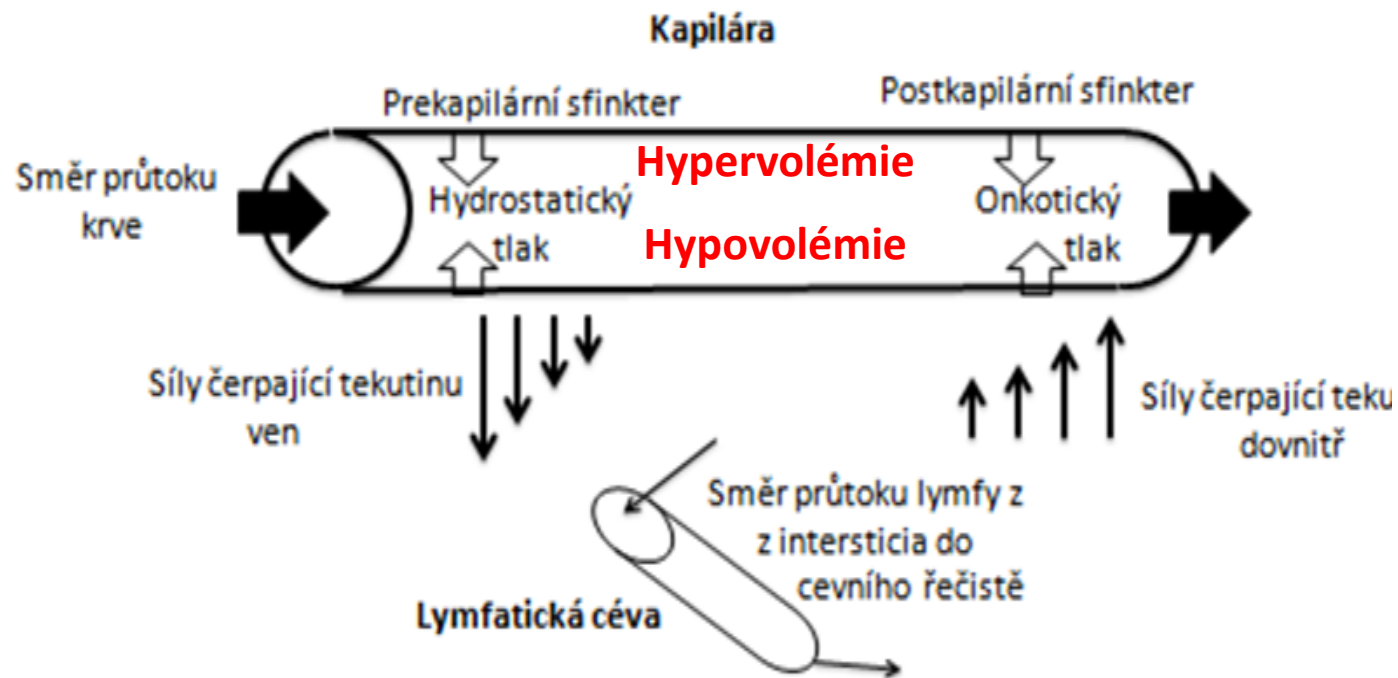 Kapilára
Prekapilární sfinkter
Postkapilární sfinkter
Směr průtoku
krve
Hypervolémie
Hydrostatický
tlak
Hypovolémie
Onkotický
tlak
Síly čerpající tekutinu
ven
Síly čerpající teku
dovnitř
Směr průtoku lymfy z
z intersticia do
cevního řečistě
Lymfatická céva